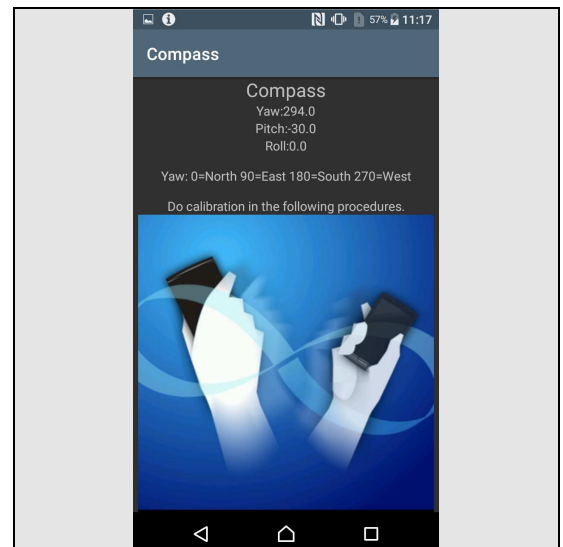 57% 11:17
Compass
Compass
Yaw:294.0
Pitch:-30.0
Roll:0.0
Yaw: 0=North 90=East 180=South 270=West
Do calibration in the following procedures.